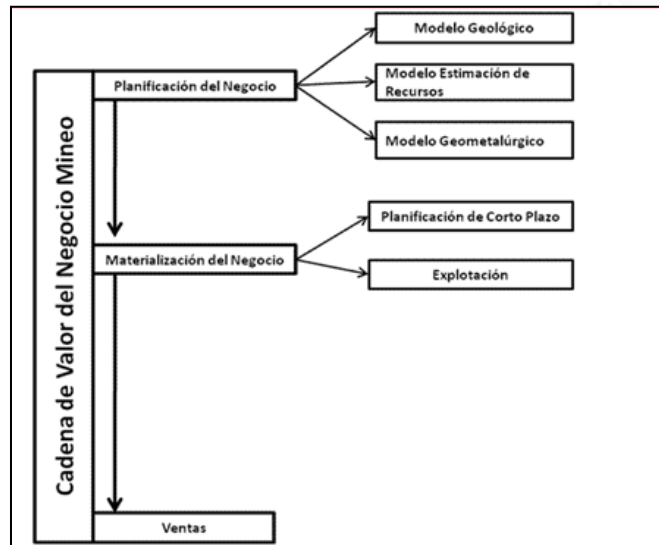 Cadena de Valor del Negocio Mineo
Planificación del Negocio
Modelo Geológico
Modelo Estimación de
Recursos
Modelo Geometalúrgico
Materialización del Negocio
Planificación de Corto Plazo
Explotación
Ventas